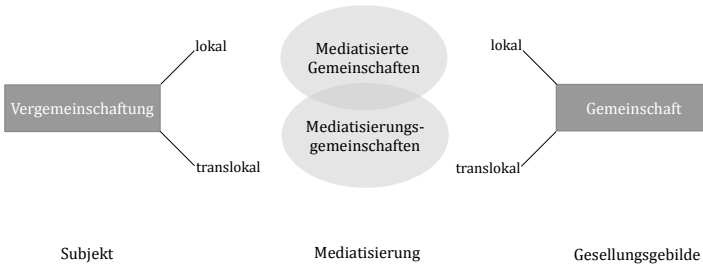 lokal
Vergemeinschaftung
translokal
Mediatisierte
Gemeinschaften
Mediatisierungs-
gemeinschaften
lokal
Gemeinschaft
translokal
Subjekt
Mediatisierung
Gesellungsgebilde